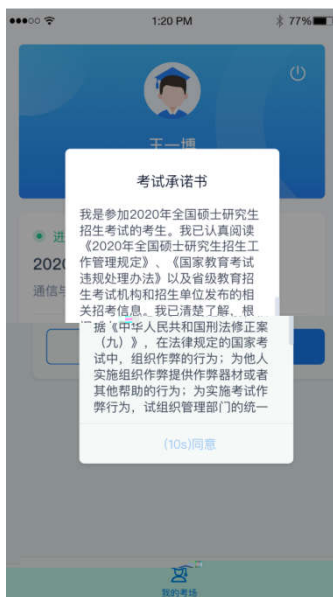 1:20 PM
77%
王一博
考试承诺书
我是参加2020年全国硕士研究生
招生考试的考生。我已认真阅读
《2020年全国硕士研究生招生工
作管理规定》、《国家教育考试
违规处理办法》以及省级教育招
生考试机构和招生单位发布的相
关招考信息。我已清楚了解，根
据《中华人民共和国刑法修正案
（九）》，在法律规定的国家考
试中，组织作弊的行为；为他人
实施组织作弊提供作弊器材或者
其他帮助的行为；为实施考试作
弊行为，试组织管理部门的统一
进
202
通信与
(10s)同意
我的考场